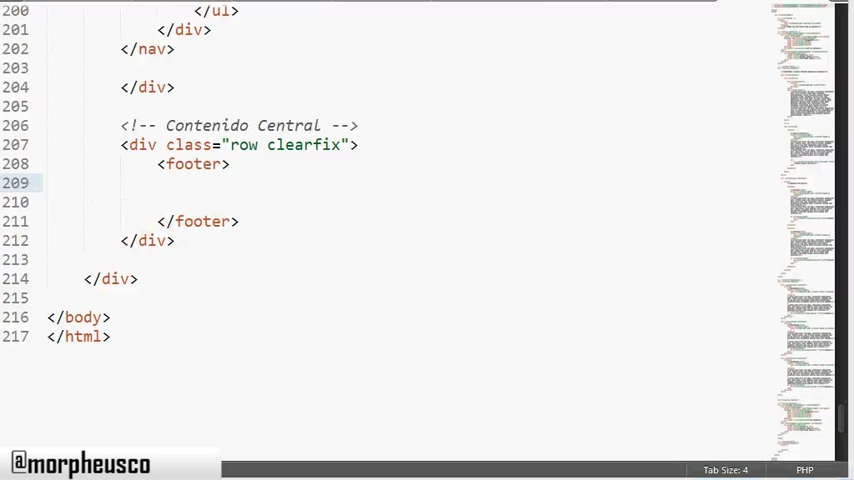 200                 </ul>
201             </div>
202         </nav>
203
204         </div>
205
206         <!-- Contenido Central -->
207         <div class="row clearfix">
208             <footer>
209
210
211             </footer>
212         </div>
213
214     </div>
215
216 </body>
217 </html>
@morpheusco
Tab Size: 4 PHP